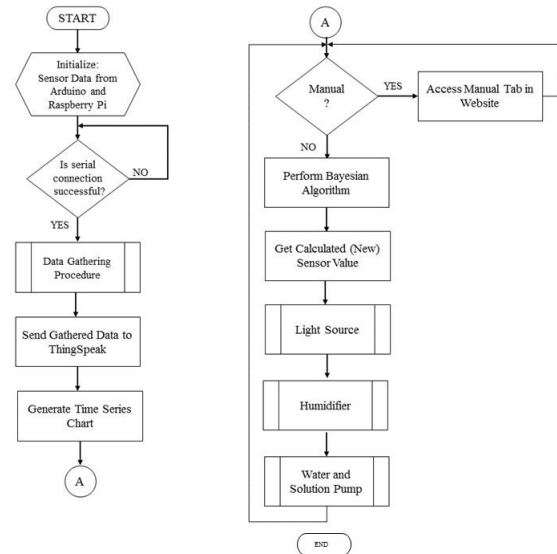 START
Initialize:
Sensor Data from
Arduino and
Raspberry Pi
Is serial
connection
successful?
NO
YES
Data Gathering
Procedure
Send Gathered Data to
ThingSpeak
Generate Time Series
Chart
A
A
Manual
?
YES
Access Manual Tab in
Website
NO
Perform Bayesian
Algorithm
Get Calculated (New)
Sensor Value
Light Source
Humidifier
Water and
Solution Pump
END